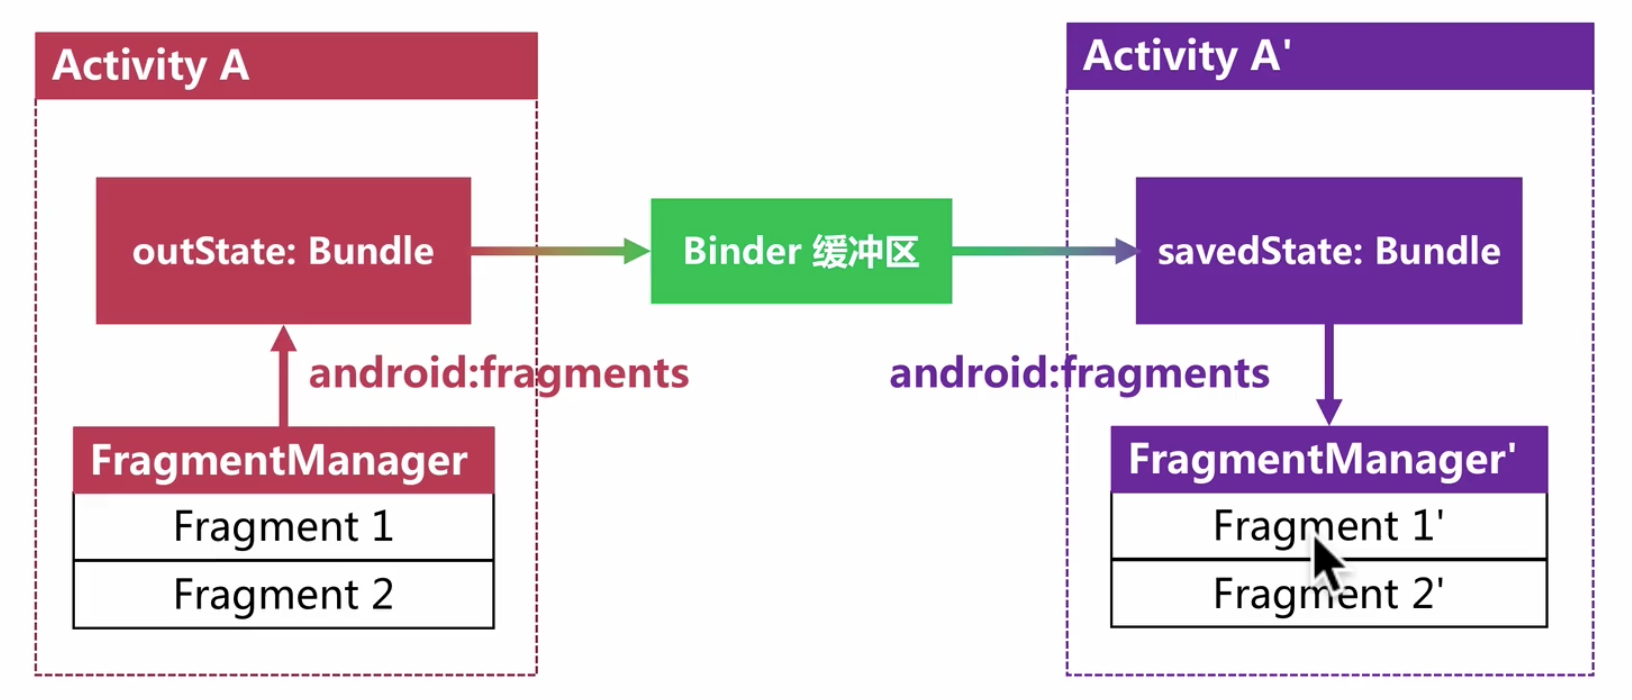 Activity A
Activity A'
outState: Bundle
Binder 缓冲区
savedState: Bundle
android:fragments
android:fragments
FragmentManager
Fragment 1
Fragment 2
FragmentManager'
Fragment 1'
Fragment 2'